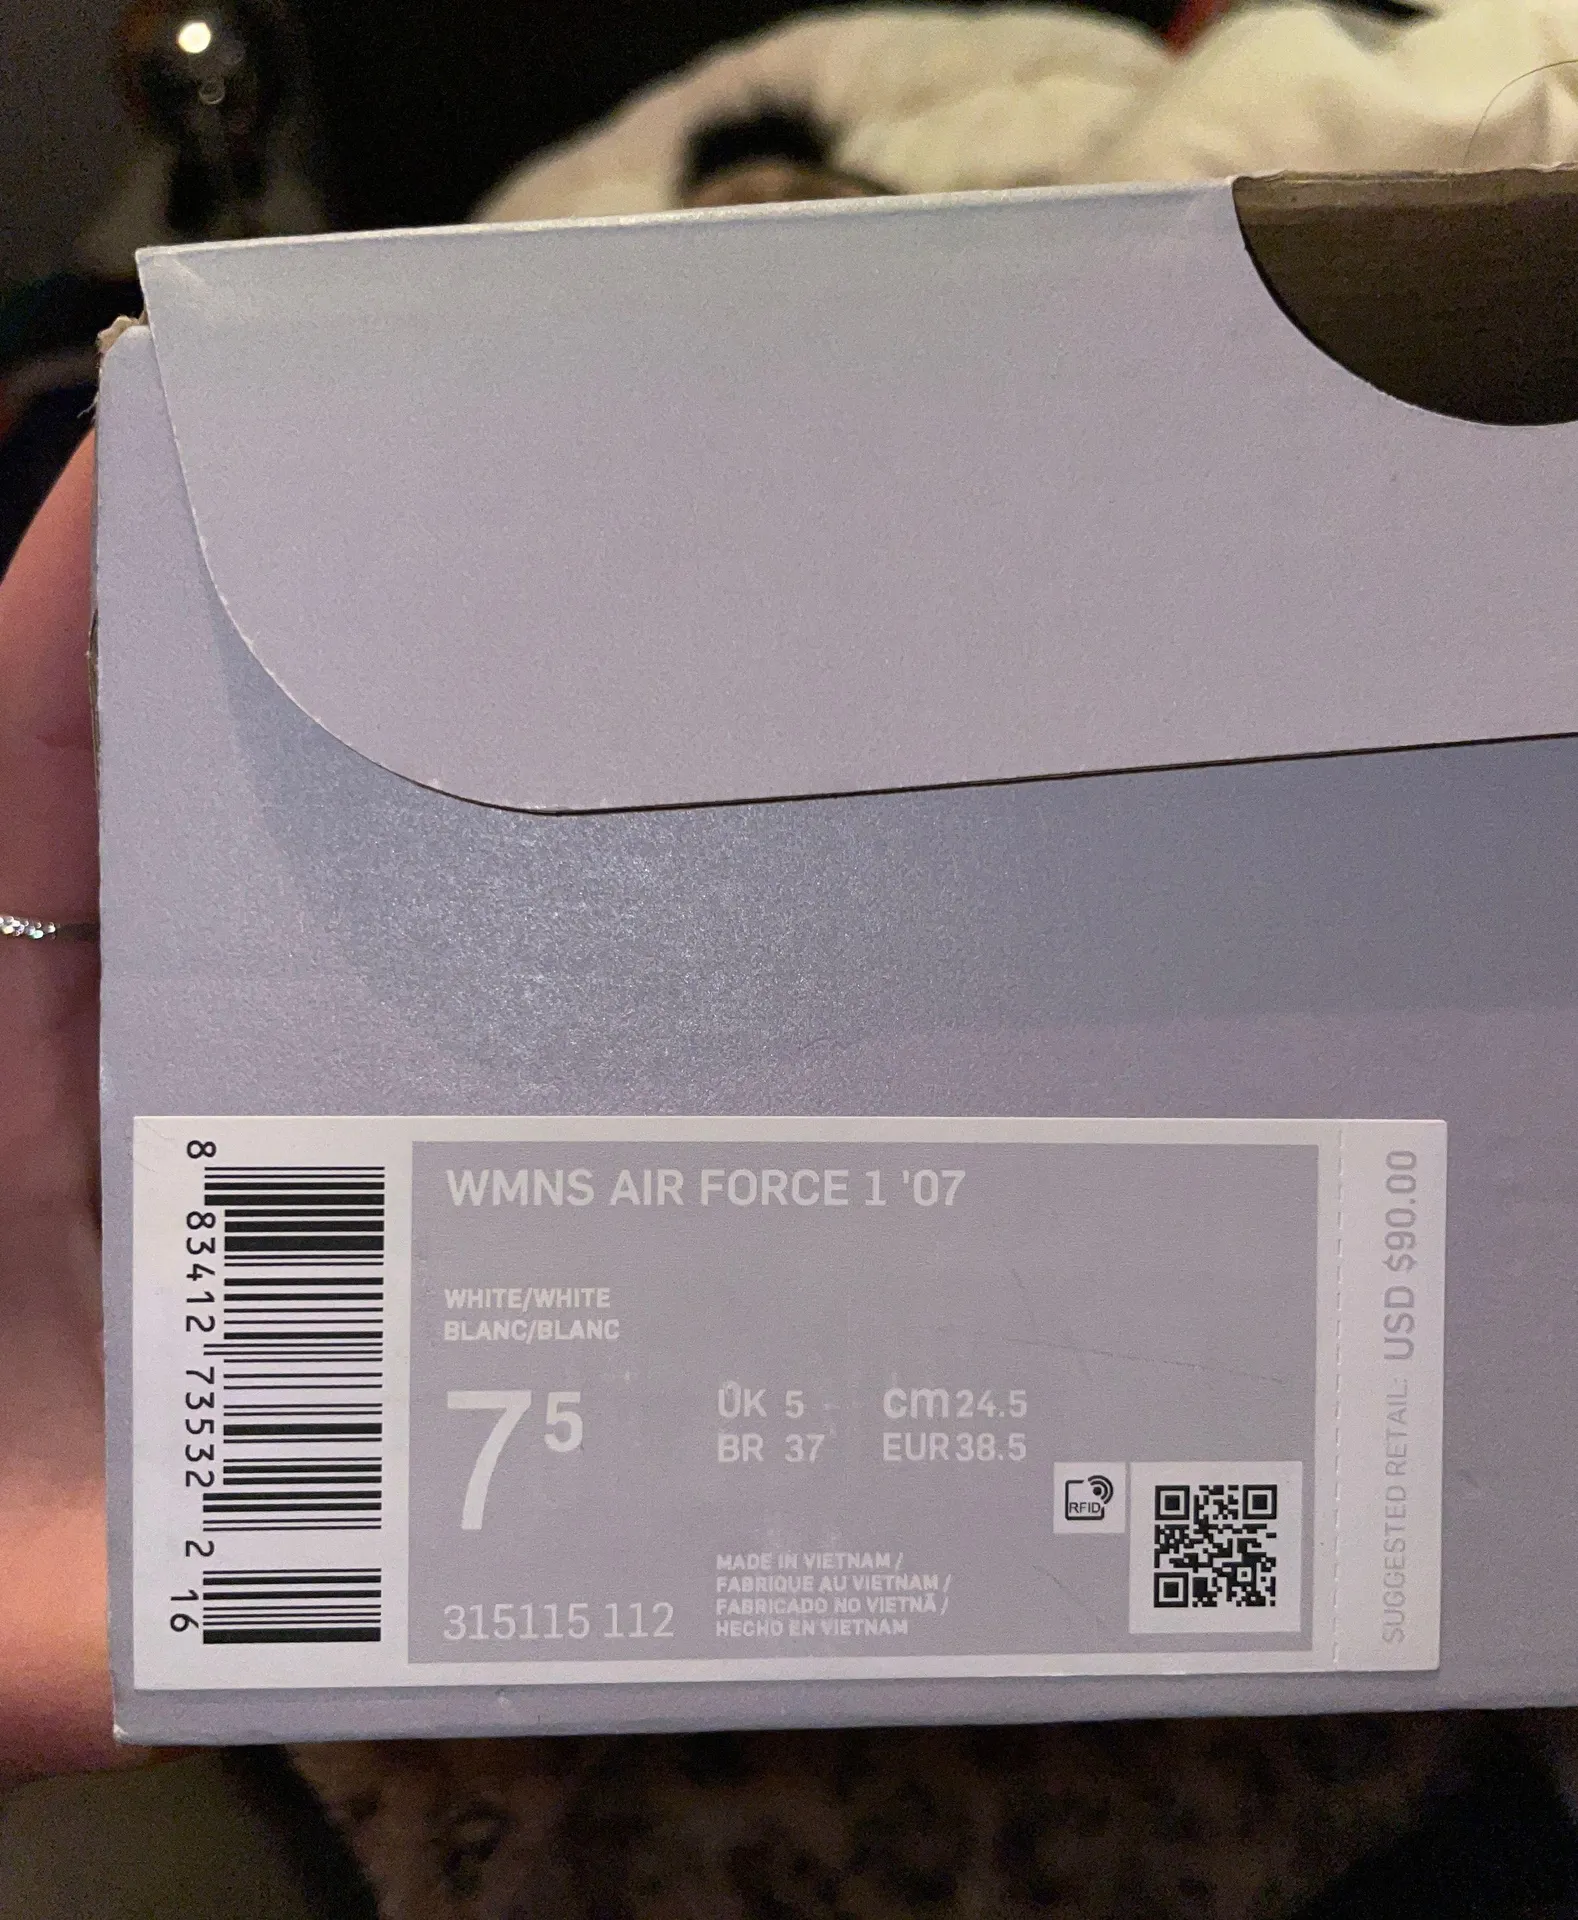 8 83412 73532 2 16
WMNS AIR FORCE 1 '07
WHITE/WHITE
BLANC/BLANC
7 5
UK 5 cm 24.5
BR 37 EUR 38.5
RFID
MADE IN VIETNAM /
FABRIQUE AU VIETNAM /
FABRICADO NO VIETNÃ /
HECHO EN VIETNAM
315115 112
SUGGESTED RETAIL: USD $90.00